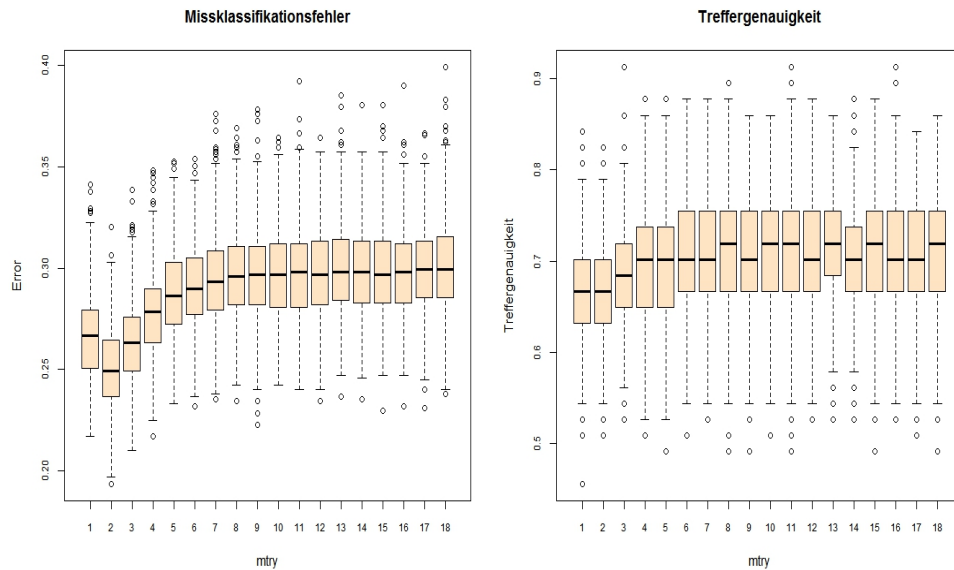 Missklassifikationsfehler
Error
0.40
0.35
0.30
0.25
0.20
1 2 3 4 5 6 7 8 9 10 11 12 13 14 15 16 17 18
mtry
Treffergenauigkeit
Treffergenauigkeit
0.9
0.8
0.7
0.6
0.5
1 2 3 4 5 6 7 8 9 10 11 12 13 14 15 16 17 18
mtry